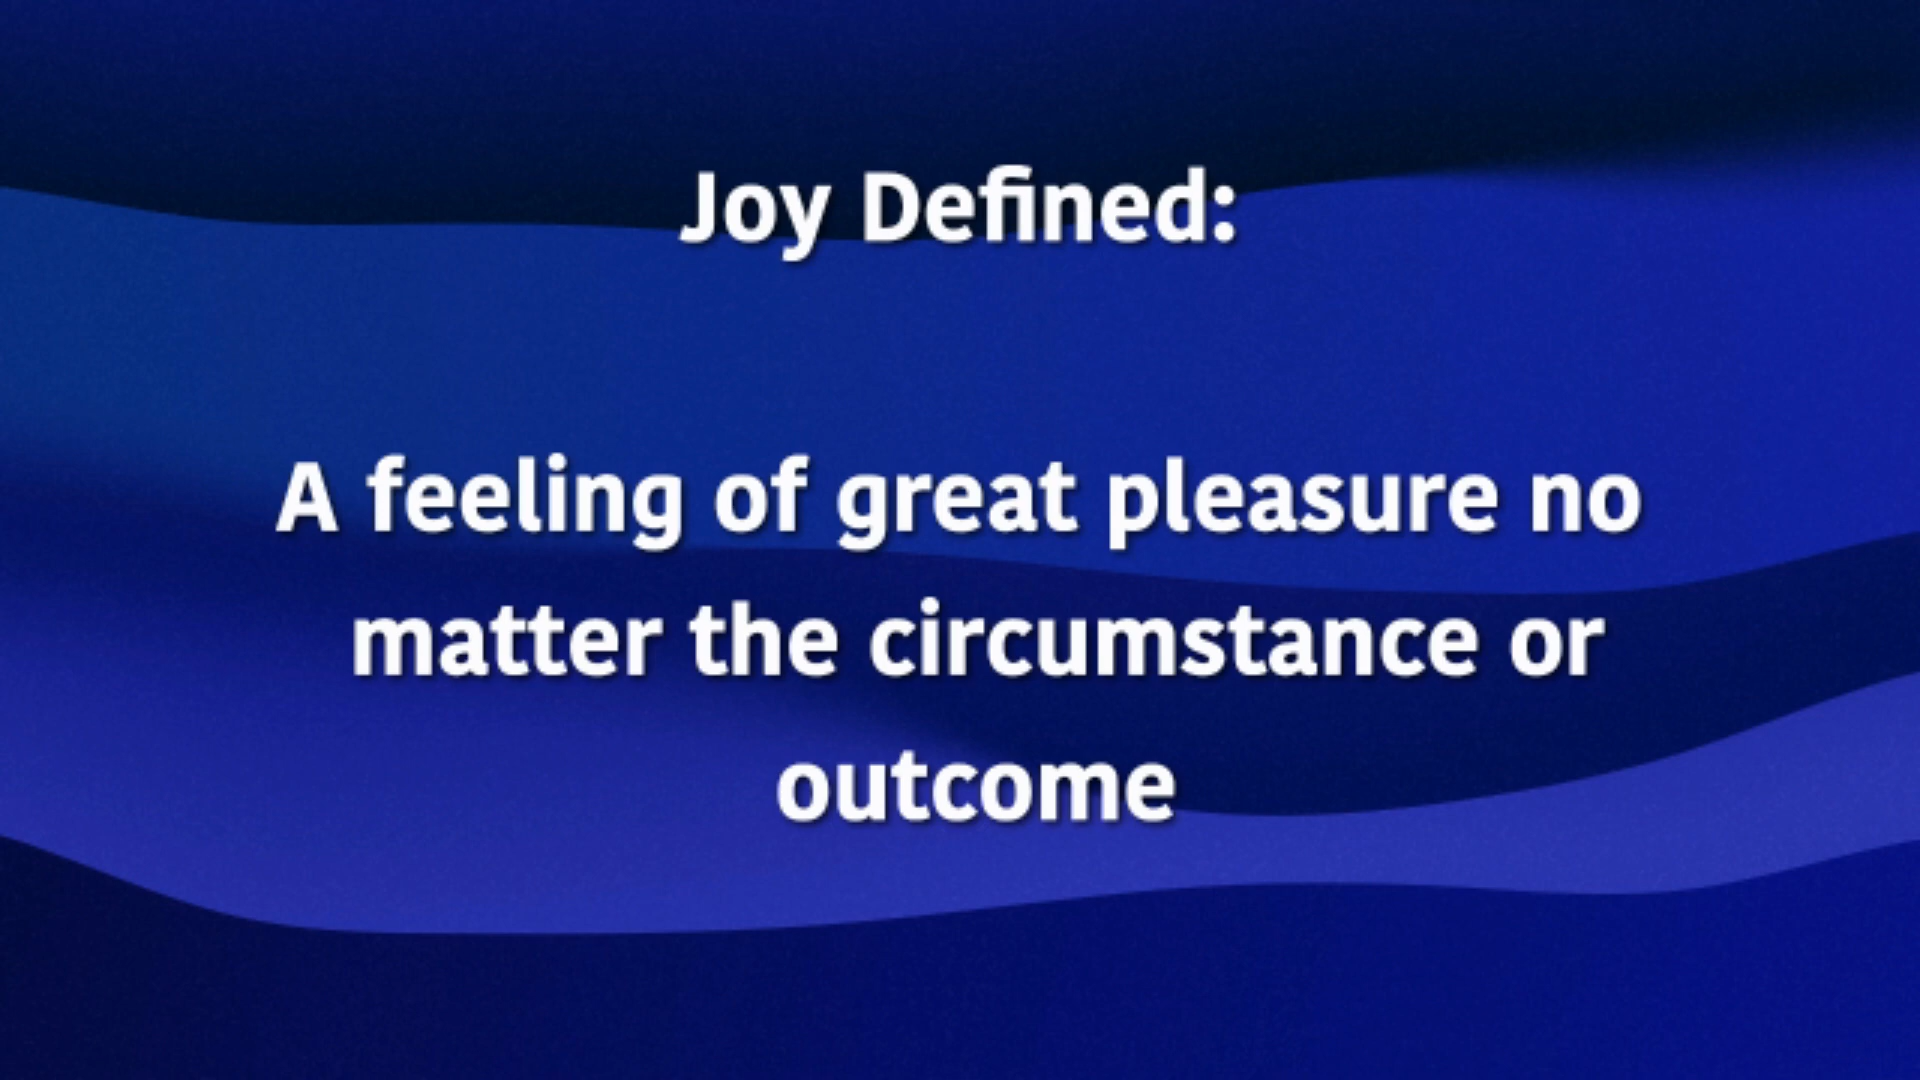 Joy Defined:
A feeling of great pleasure no
matter the circumstance or
outcome